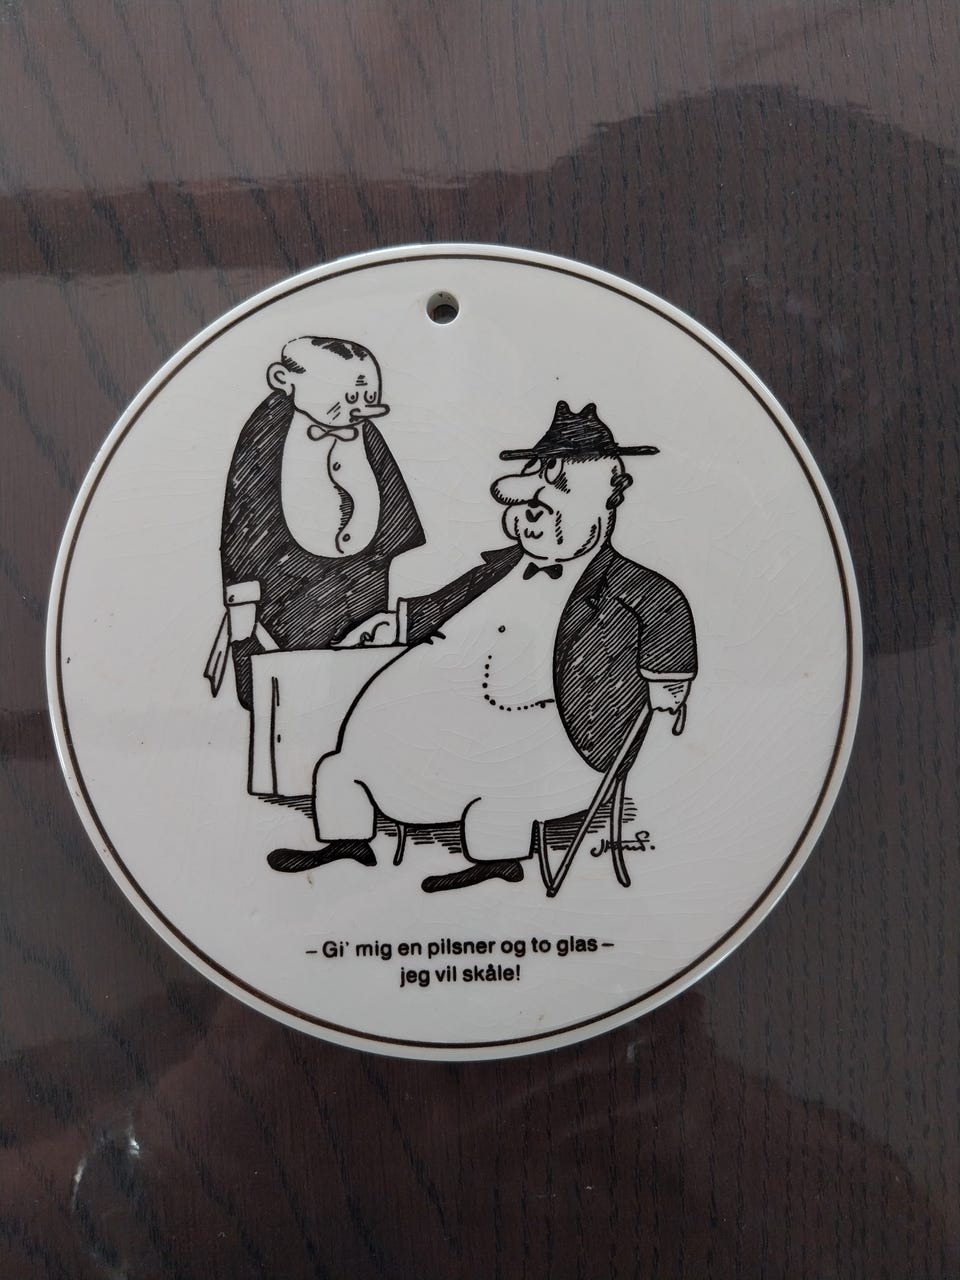 – Gi' mig en pilsner og to glas –
jeg vil skåle!